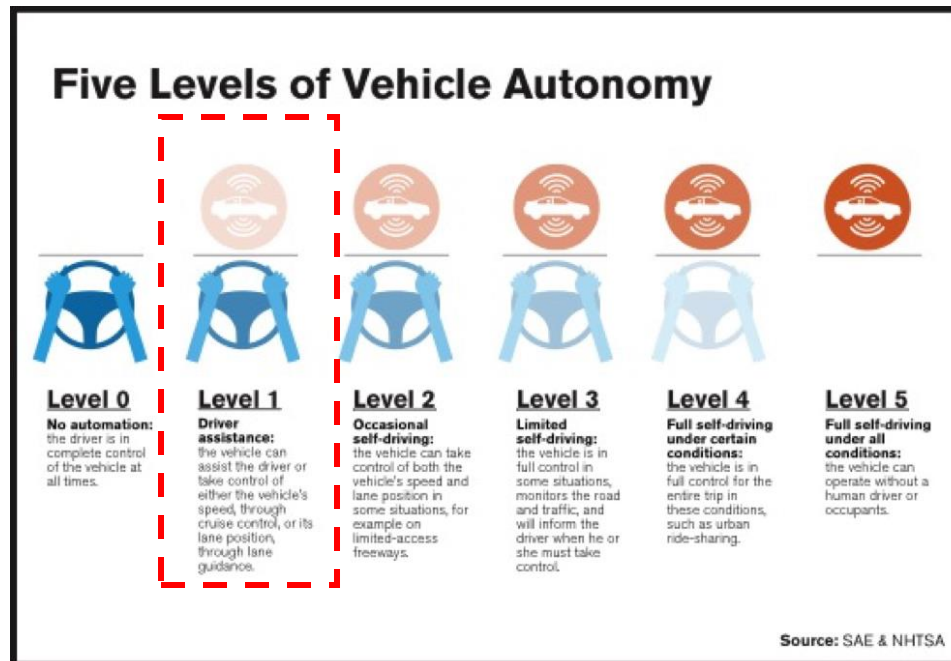 Five Levels of Vehicle Autonomy
Level 0
No automation:
the driver is in
complete control
of the vehicle at
all times.
Level 1
Driver
assistance:
the vehicle can
assist the driver or
take control of
either the vehicle's
speed, through
cruise control, or its
lane position,
through lane
guidance.
Level 2
Occasional
self-driving:
the vehicle can take
control of both the
vehicle's speed and
lane position in
some situations, for
example on
limited-access
freeways.
Level 3
Limited
self-driving:
the vehicle is in
full control in
some situations,
monitors the road
and traffic, and
will inform the
driver when he or
she must take
control.
Level 4
Full self-driving
under certain
conditions:
the vehicle is in
full control for the
entire trip in
these conditions,
such as urban
ride-sharing.
Level 5
Full self-driving
under all
conditions:
the vehicle can
operate without a
human driver or
occupants.
Source: SAE & NHTSA